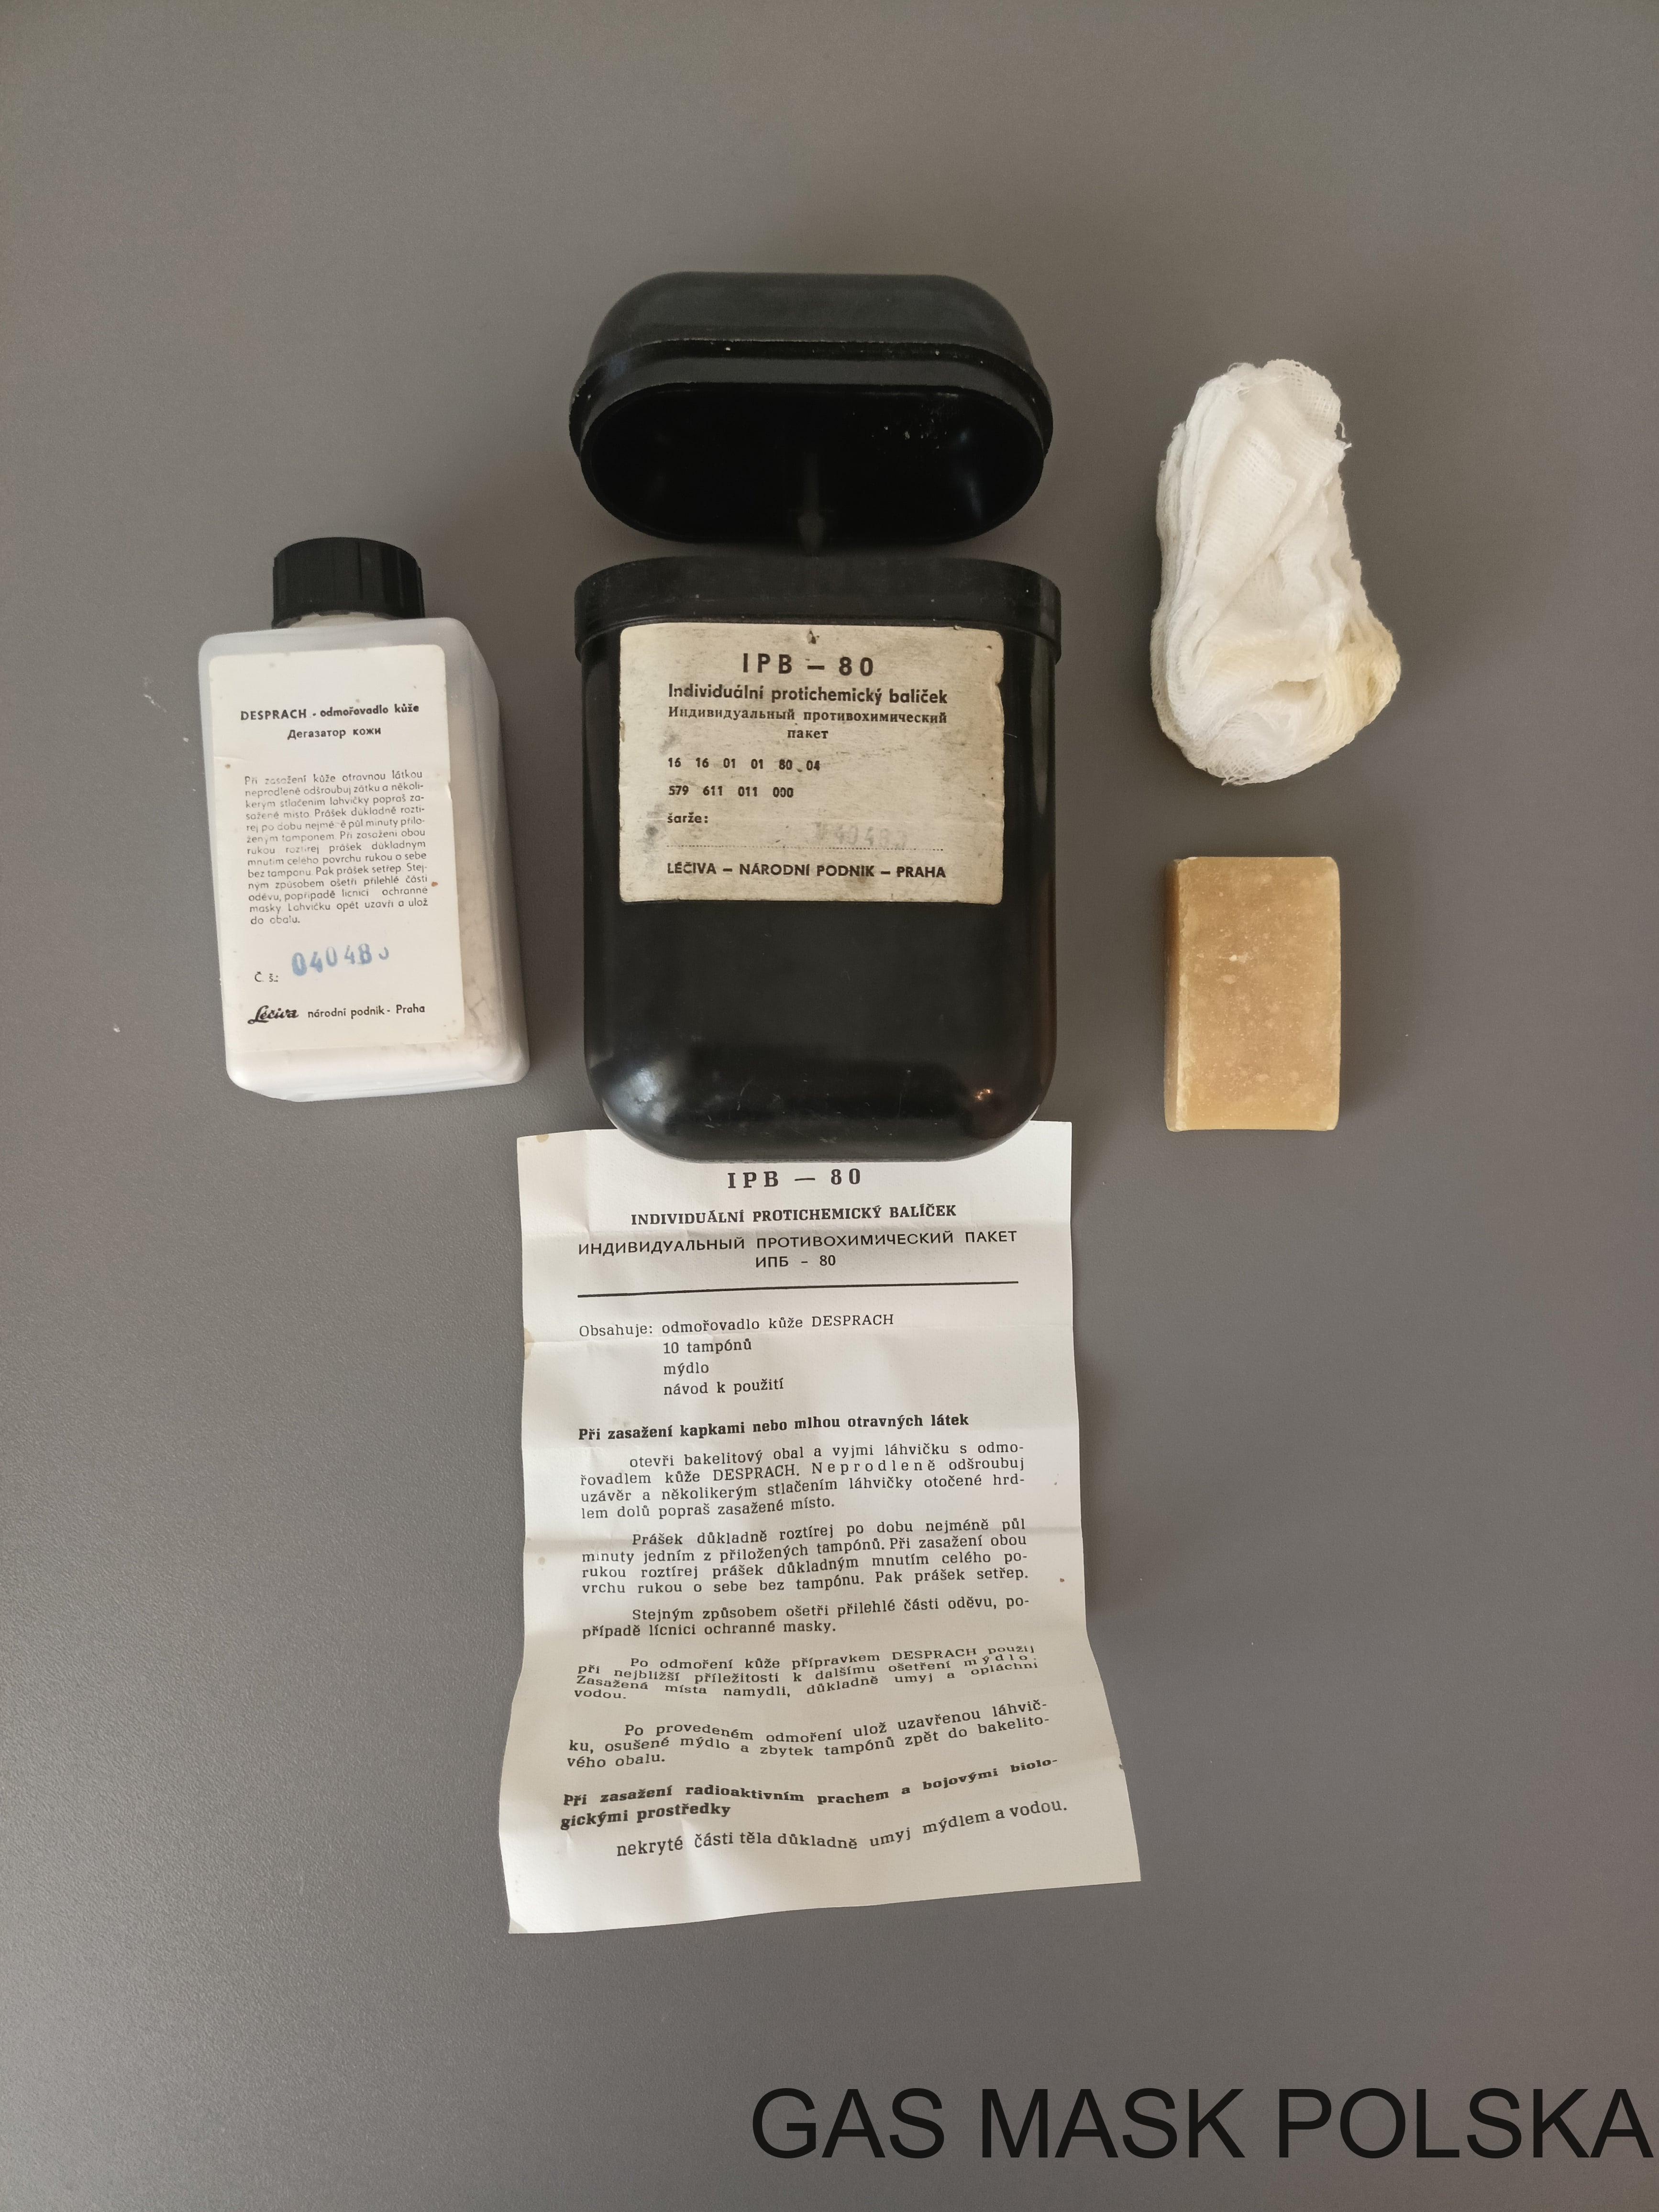 IPB – 80
Individuální protichemický balíček
Индивидуальный противохимический
пакет
16 16 01 01 80 04
579 611 011 000
šarže:
LÉČIVA – NÁRODNÍ PODNIK – PRAHA
DESPRACH - odmořovadlo kůže
Дегазатор кожи
Při zasažení kůže otravnou látkou
neprodleně odšroubuj zátku a několi-
kerým stlačením lahvičky popraš za-
sažené místo. Prášek důkladně roztí-
rej po dobu nejmé ě půl minuty přilo-
ženým tamponem. Při zasažení obou
rukou roztírej prášek důkladným
mnutím celého povrchu rukou o sebe
bez tamponu. Pak prášek setřep. Stej-
ným způsobem ošetři přilehlé části
oděvu, popřípadě lícnici ochranné
masky. Lahvičku opět uzavři a ulož
do obalu.
Č. š.: 040483
Léčiva národní podnik - Praha
IPB — 80
INDIVIDUÁLNÍ PROTICHEMICKÝ BALÍČEK
ИНДИВИДУАЛЬНЫЙ ПРОТИВОХИМИЧЕСКИЙ ПАКЕТ
ИПБ - 80
Obsahuje: odmořovadlo kůže DESPRACH
10 tampónů
mýdlo
návod k použití
Při zasažení kapkami nebo mlhou otravných látek
otevři bakelitový obal a vyjmi láhvičku s odmo-
řovadlem kůže DESPRACH. Neprodleně odšroubuj
uzávěr a několikerým stlačením láhvičky otočené hrd-
lem dolů popraš zasažené místo.
Prášek důkladně roztírej po dobu nejméně půl
minuty jedním z přiložených tampónů. Při zasažení obou
rukou roztírej prášek důkladným mnutím celého po-
vrchu rukou o sebe bez tampónu. Pak prášek setřep.
Stejným způsobem ošetři přilehlé části oděvu, po-
případě lícnici ochranné masky.
Po odmoření kůže přípravkem DESPRACH použij
při nejbližší příležitosti k dalšímu ošetření mýdlo.
Zasažená místa namydli, důkladně umyj a opláchni
vodou.
Po provedeném odmoření ulož uzavřenou láhvič-
ku, osušené mýdlo a zbytek tampónů zpět do bakelito-
vého obalu.
Při zasažení radioaktivním prachem a bojovými biolo-
gickými prostředky
nekryté části těla důkladně umyj mýdlem a vodou.
GAS MASK POLSKA